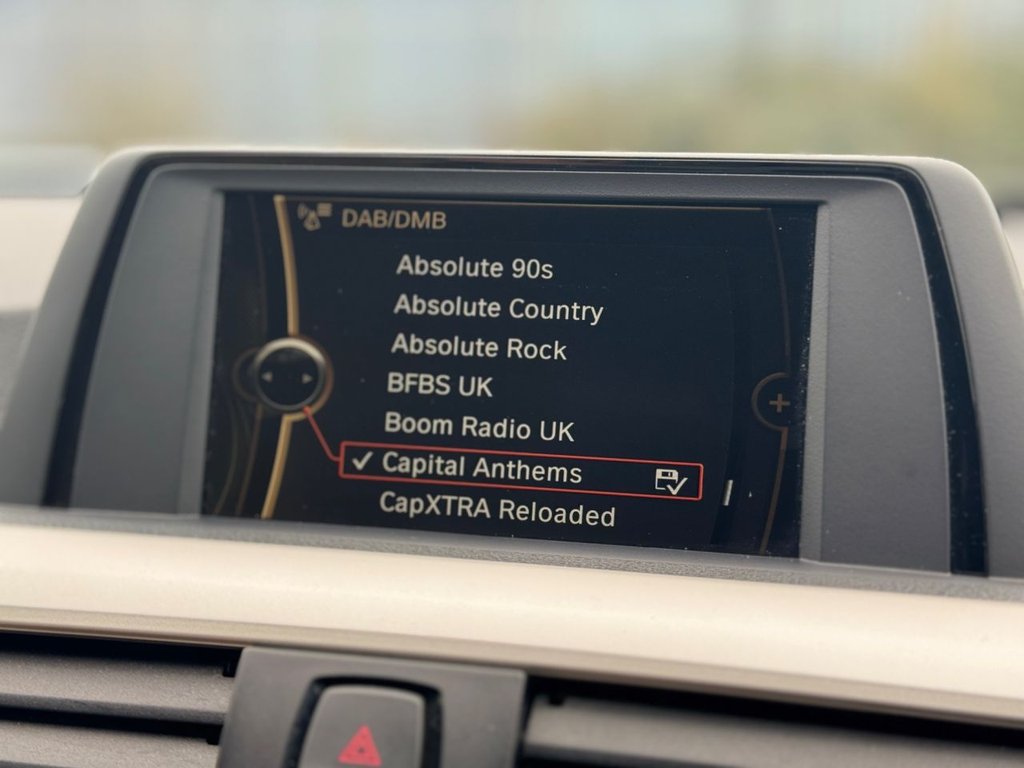 DAB/DMB
Absolute 90s
Absolute Country
Absolute Rock
BFBS UK
Boom Radio UK
Capital Anthems
CapXTRA Reloaded